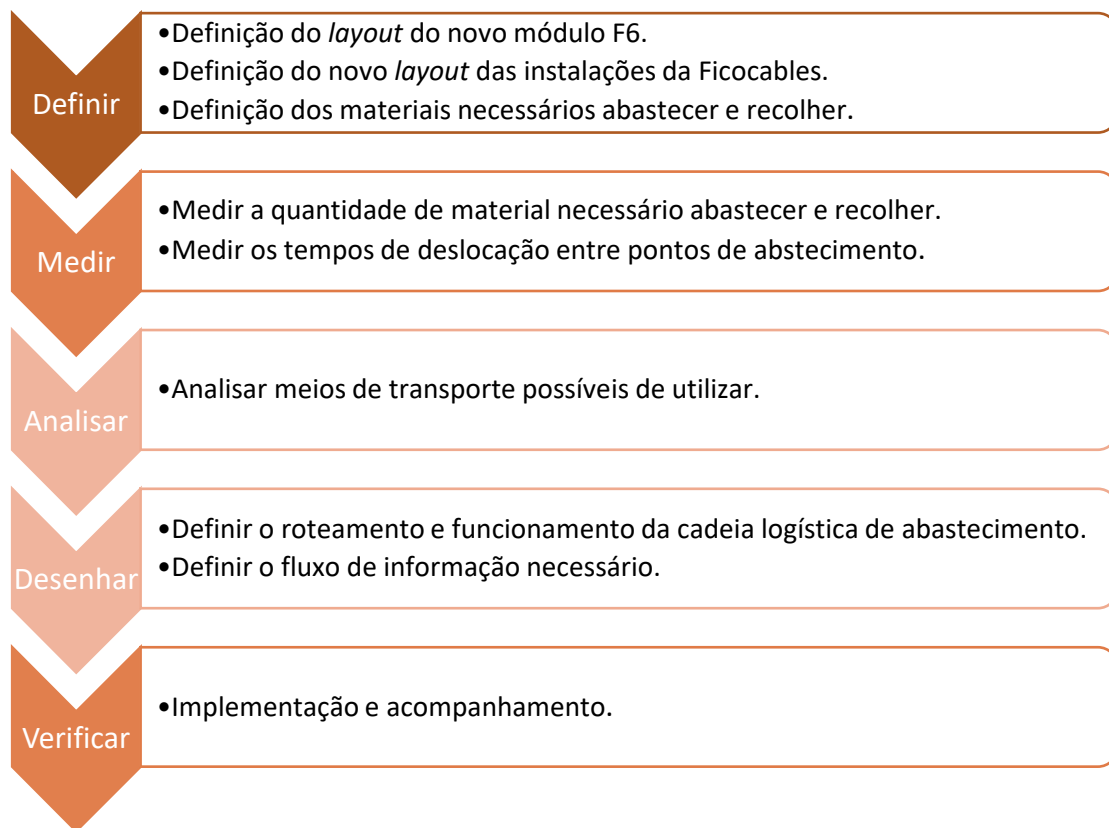 Definir
•Definição do layout do novo módulo F6.
•Definição do novo layout das instalações da Ficocables.
•Definição dos materiais necessários abastecer e recolher.
Medir
•Medir a quantidade de material necessário abastecer e recolher.
•Medir os tempos de deslocação entre pontos de abstecimento.
Analisar
•Analisar meios de transporte possíveis de utilizar.
Desenhar
•Definir o roteamento e funcionamento da cadeia logística de abastecimento.
•Definir o fluxo de informação necessário.
Verificar
•Implementação e acompanhamento.